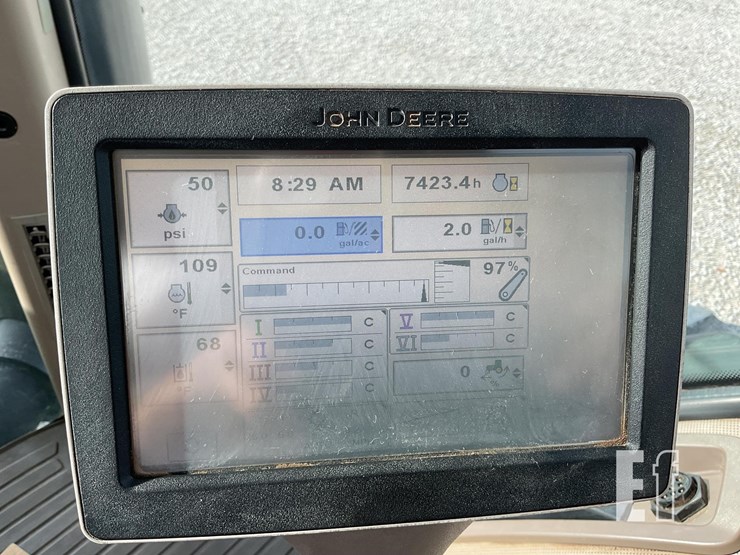 JOHN DEERE
50
psi
8:29 AM
7423.4 h
0.0 gal/ac
2.0 gal/h
109
°F
Command
97 %
68
I C
II C
III C
IV C
V C
VI C
0